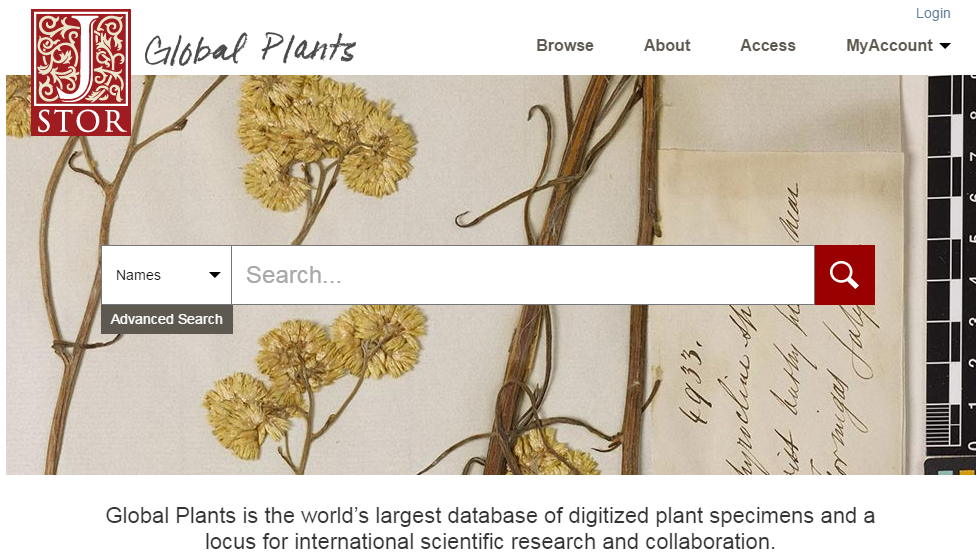 Login
J
STOR
Global Plants
Browse About Access MyAccount
Names
Search...
Advanced Search
4933.
Global Plants is the world’s largest database of digitized plant specimens and a
locus for international scientific research and collaboration.